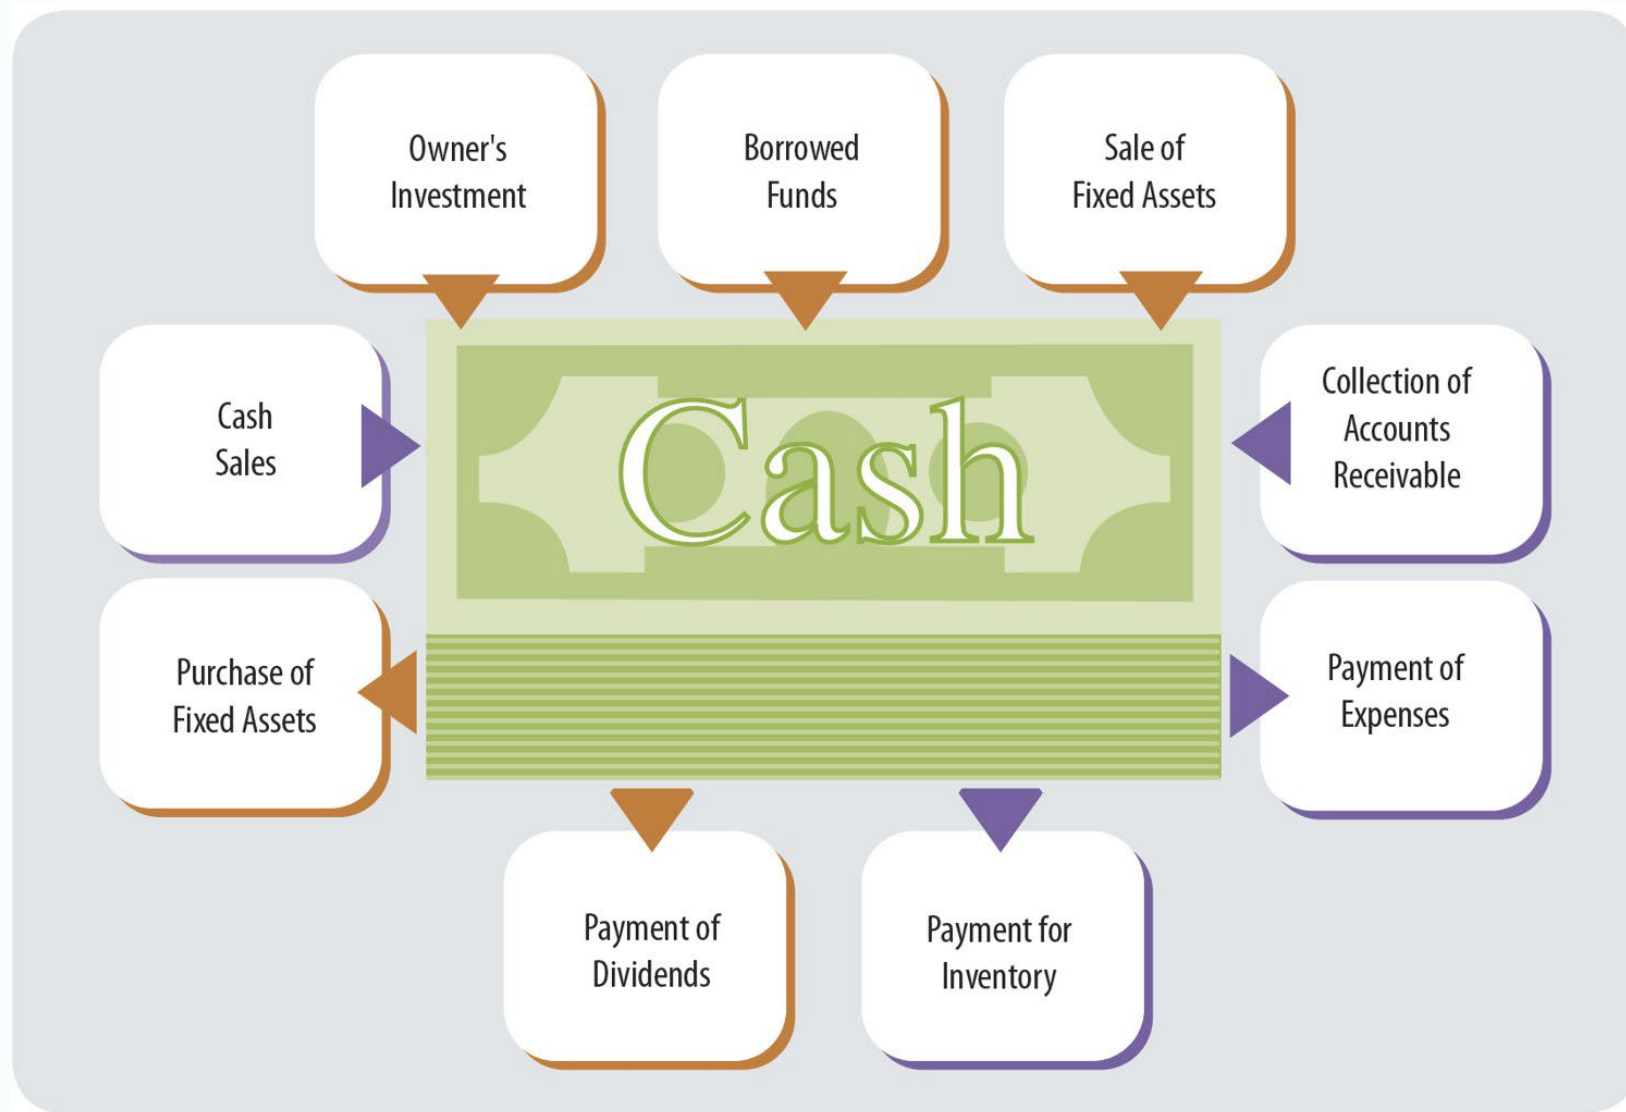 Owner's
Investment
Borrowed
Funds
Sale of
Fixed Assets
Cash
Sales
Cash
Collection of
Accounts
Receivable
Purchase of
Fixed Assets
Payment of
Expenses
Payment of
Dividends
Payment for
Inventory